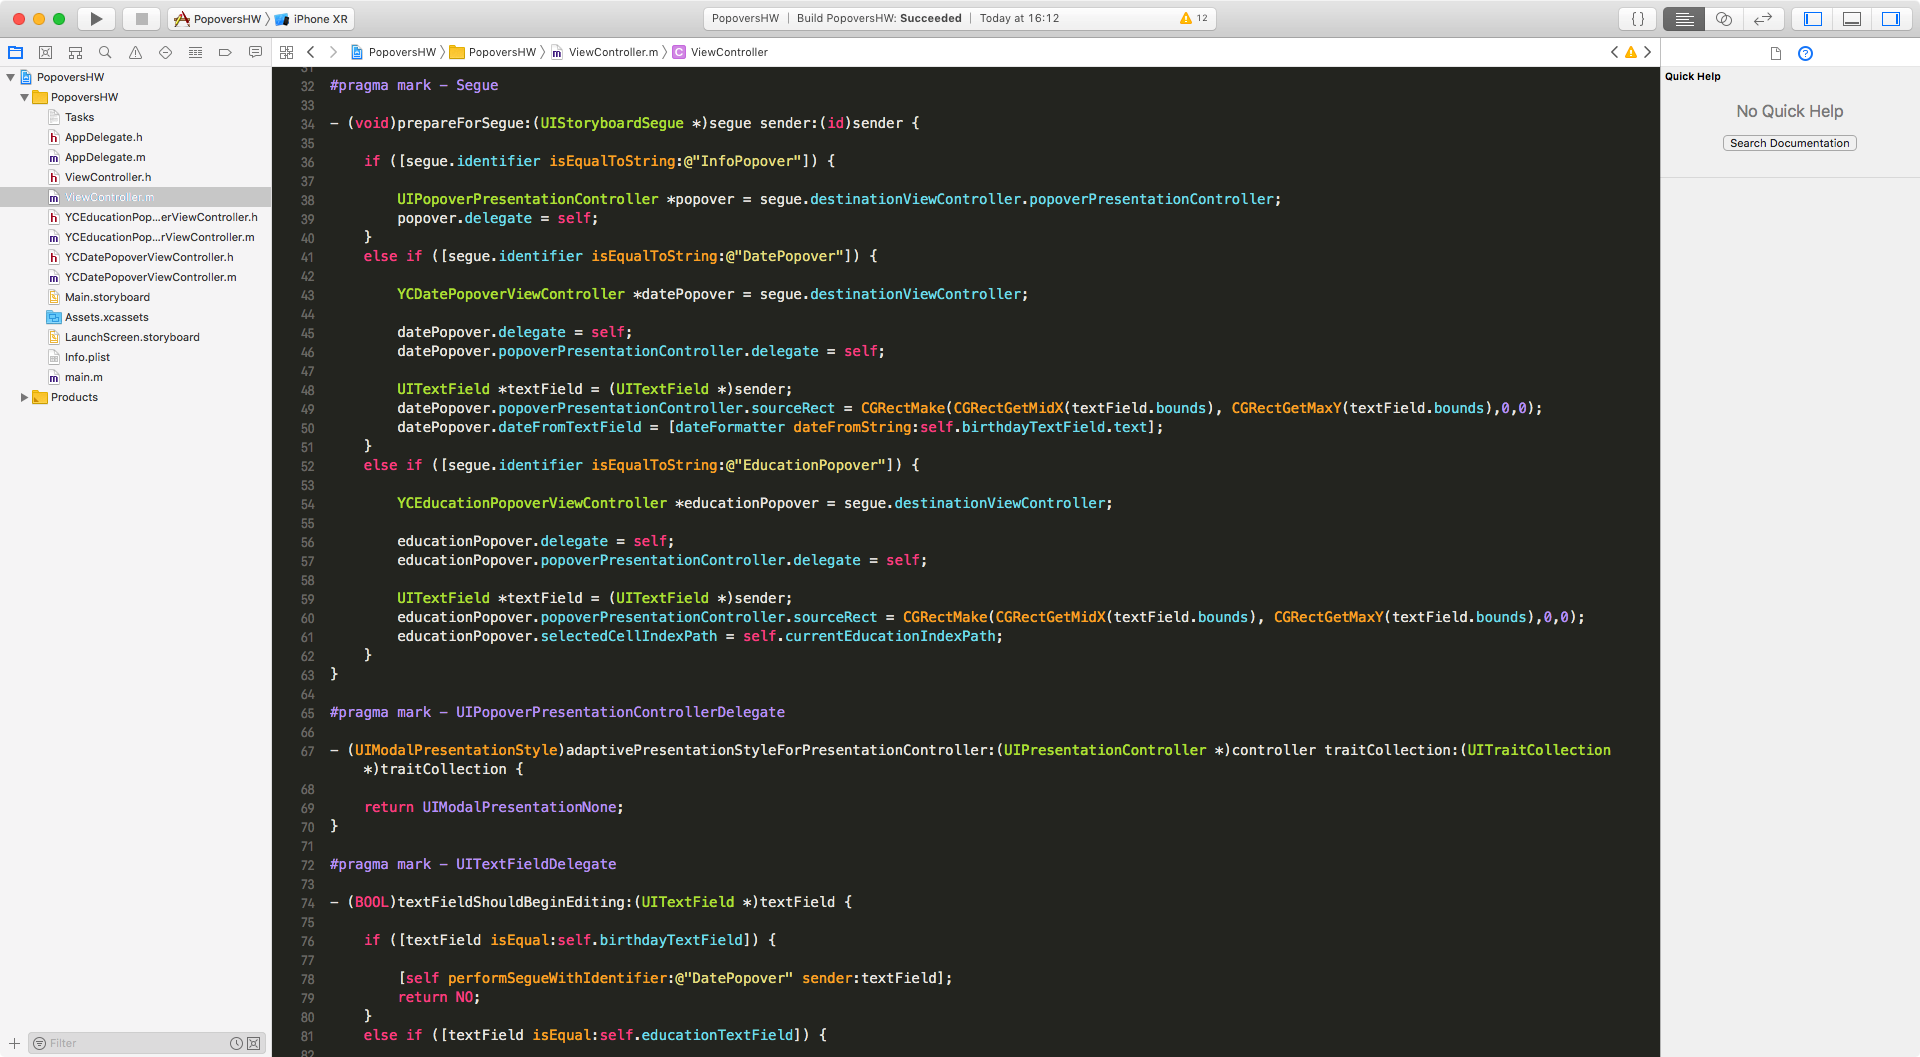 PopoversHW
iPhone XR
PopoversHW
Build PopoversHW: Succeeded
Today at 16:12
12
PopoversHW
PopoversHW
ViewController.m
C ViewController
PopoversHW
PopoversHW
Tasks
AppDelegate.h
AppDelegate.m
ViewController.h
ViewController.m
YCEducationPop...erViewController.h
YCEducationPop...rViewController.m
YCDatePopoverViewController.h
YCDatePopoverViewController.m
Main.storyboard
Assets.xcassets
LaunchScreen.storyboard
Info.plist
main.m
Products
Filter
31
32 #pragma mark - Segue
33
34 - (void)prepareForSegue:(UIStoryboardSegue *)segue sender:(id)sender {
35
36 if ([segue.identifier isEqualToString:@"InfoPopover"]) {
37
38 UIPopoverPresentationController *popover = segue.destinationViewController.popoverPresentationController;
39 popover.delegate = self;
40 }
41 else if ([segue.identifier isEqualToString:@"DatePopover"]) {
42
43 YCDatePopoverViewController *datePopover = segue.destinationViewController;
44
45 datePopover.delegate = self;
46 datePopover.popoverPresentationController.delegate = self;
47
48 UITextField *textField = (UITextField *)sender;
49 datePopover.popoverPresentationController.sourceRect = CGRectMake(CGRectGetMidX(textField.bounds), CGRectGetMaxY(textField.bounds),0,0);
50 datePopover.dateFromTextField = [dateFormatter dateFromString:self.birthdayTextField.text];
51 }
52 else if ([segue.identifier isEqualToString:@"EducationPopover"]) {
53
54 YCEducationPopoverViewController *educationPopover = segue.destinationViewController;
55
56 educationPopover.delegate = self;
57 educationPopover.popoverPresentationController.delegate = self;
58
59 UITextField *textField = (UITextField *)sender;
60 educationPopover.popoverPresentationController.sourceRect = CGRectMake(CGRectGetMidX(textField.bounds), CGRectGetMaxY(textField.bounds),0,0);
61 educationPopover.selectedCellIndexPath = self.currentEducationIndexPath;
62 }
63 }
64
65 #pragma mark - UIPopoverPresentationControllerDelegate
66
67 - (UIModalPresentationStyle)adaptivePresentationStyleForPresentationController:(UIPresentationController *)controller traitCollection:(UITraitCollection
*)traitCollection {
68
69 return UIModalPresentationNone;
70 }
71
72 #pragma mark - UITextFieldDelegate
73
74 - (BOOL)textFieldShouldBeginEditing:(UITextField *)textField {
75
76 if ([textField isEqual:self.birthdayTextField]) {
77
78 [self performSegueWithIdentifier:@"DatePopover" sender:textField];
79 return NO;
80 }
81 else if ([textField isEqual:self.educationTextField]) {
82
Quick Help
No Quick Help
Search Documentation